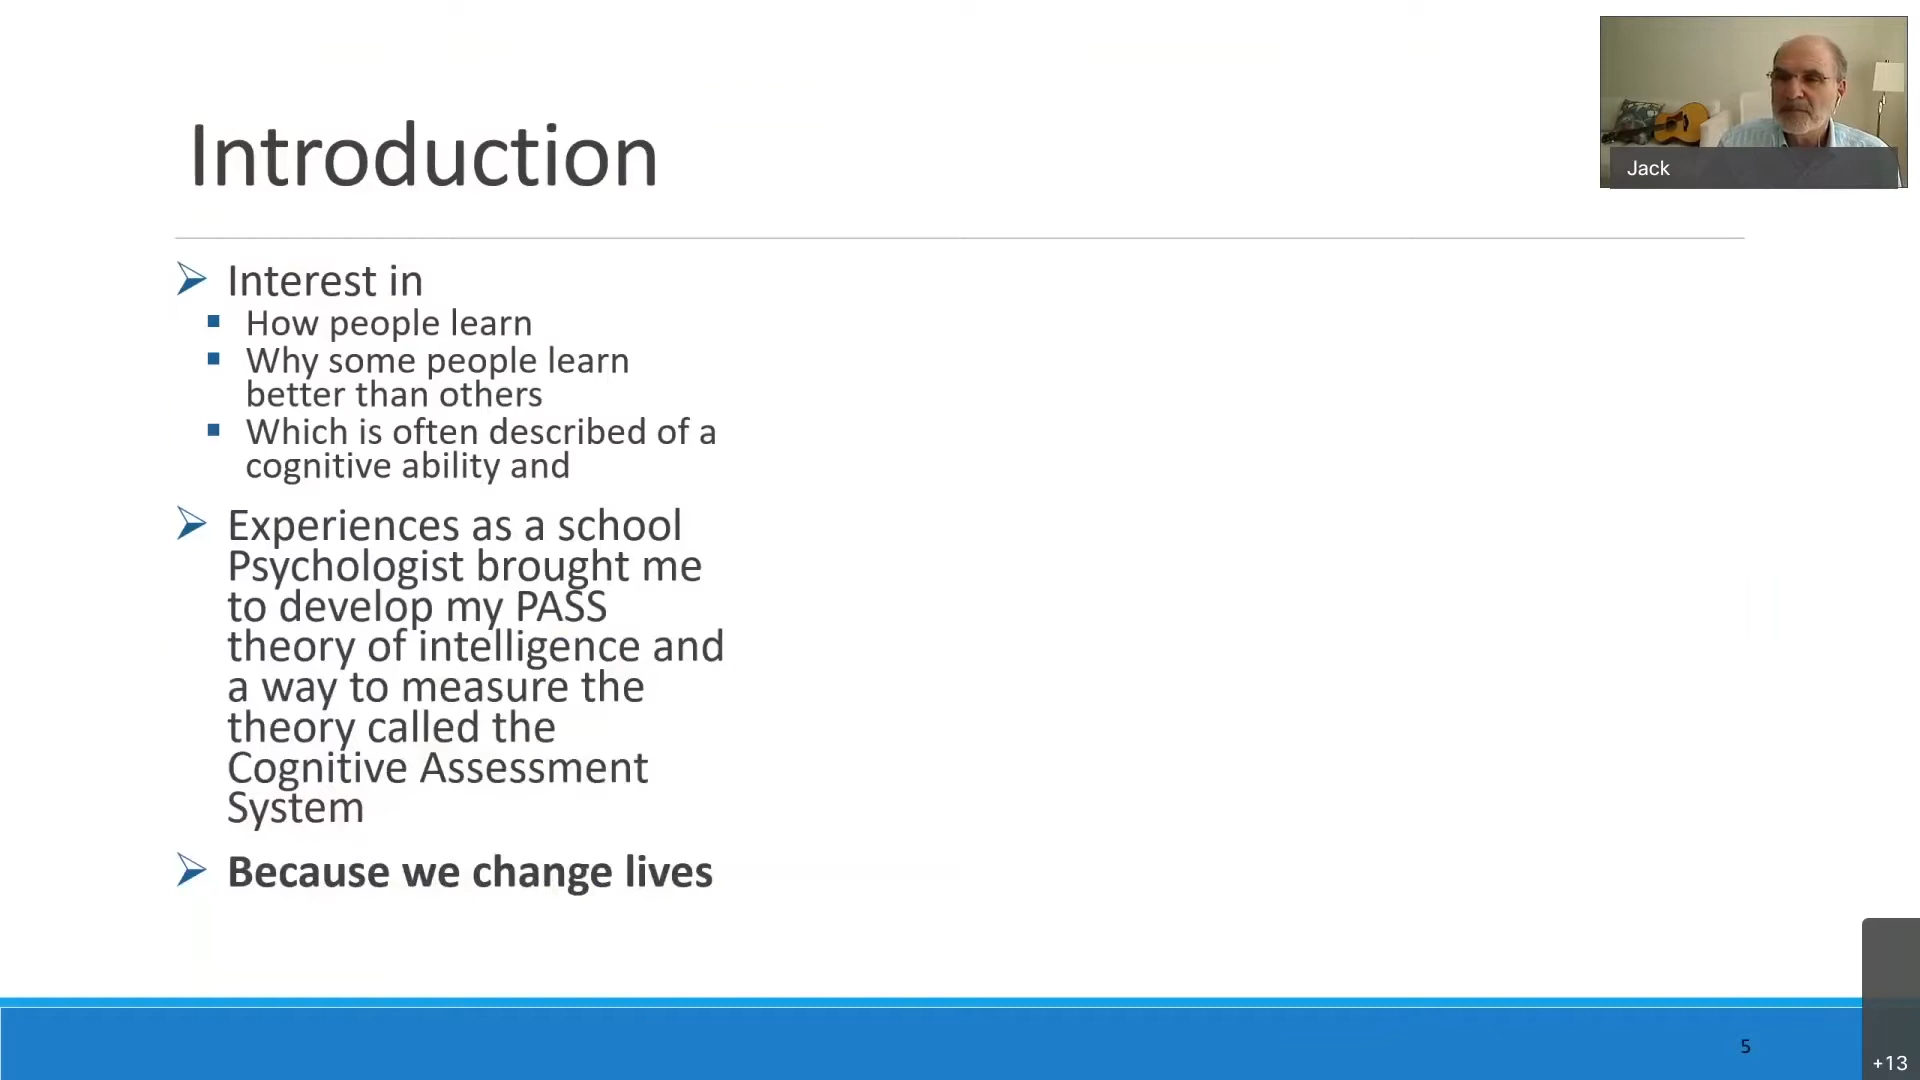 Introduction
Jack
Interest in
How people learn
Why some people learn
better than others
Which is often described of a
cognitive ability and
Experiences as a school
Psychologist brought me
to develop my PASS
theory of intelligence and
a way to measure the
theory called the
Cognitive Assessment
System
Because we change lives
5
+13